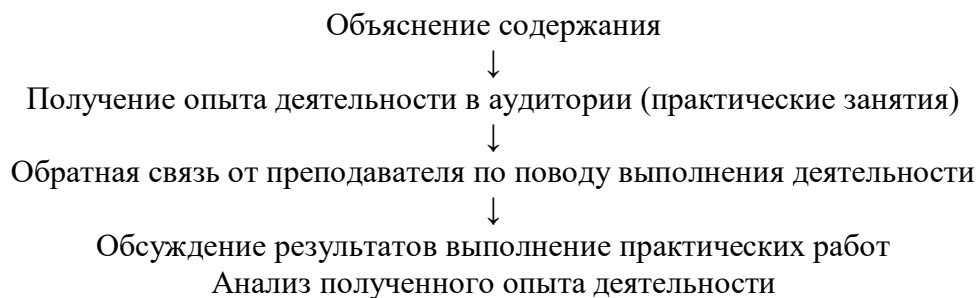 Объяснение содержания
↓
Получение опыта деятельности в аудитории (практические занятия)
↓
Обратная связь от преподавателя по поводу выполнения деятельности
↓
Обсуждение результатов выполнение практических работ
Анализ полученного опыта деятельности